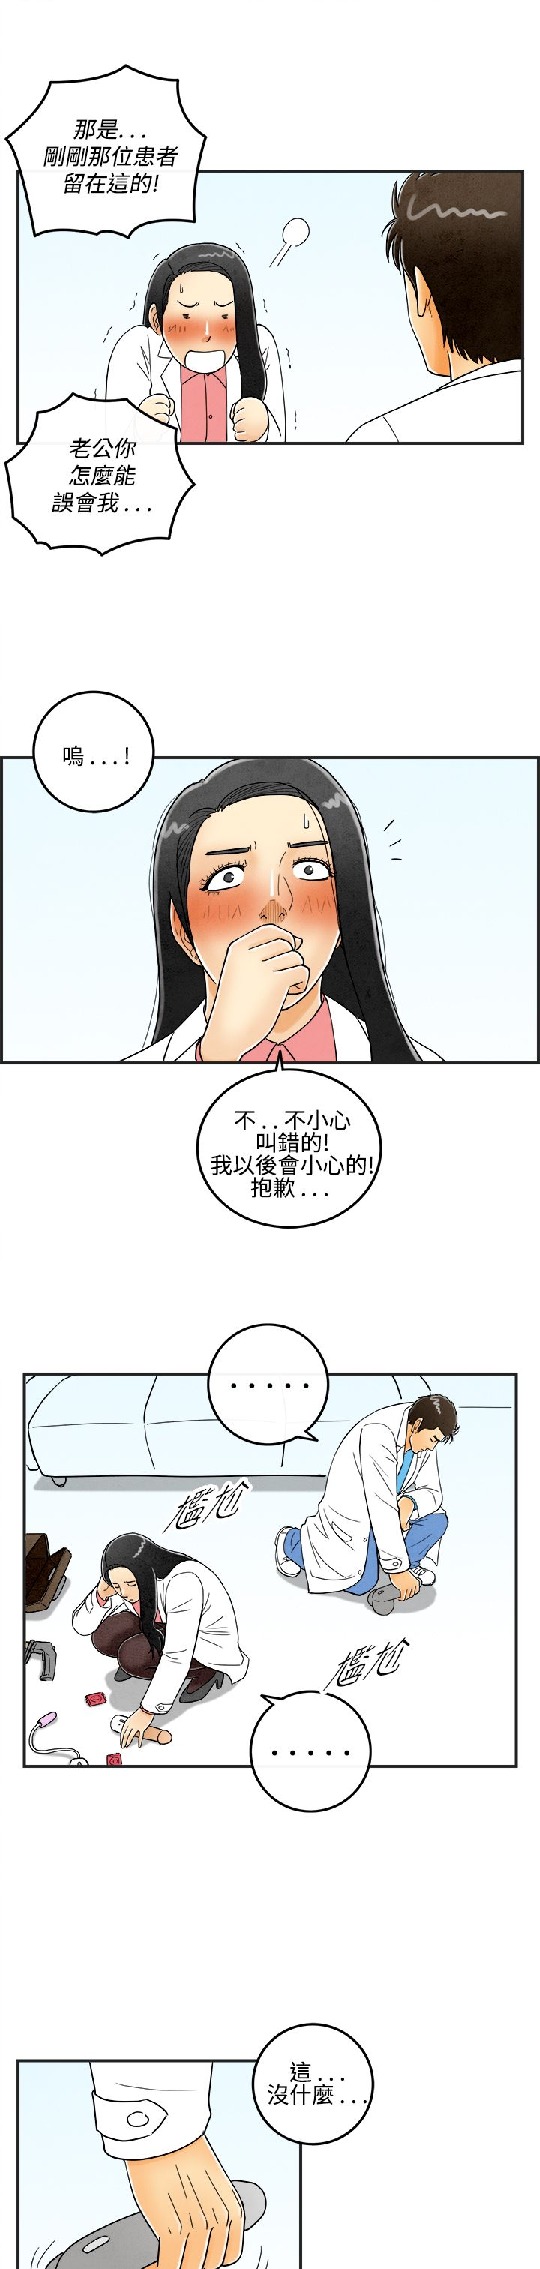 那是...
剛剛那位患者
留在這的!
老公你
怎麼能
誤會我...
嗚...!
不..不小心
叫錯的!
我以後會小心的!
抱歉...
.....
尷尬
尷尬
.....
這...
沒什麼...